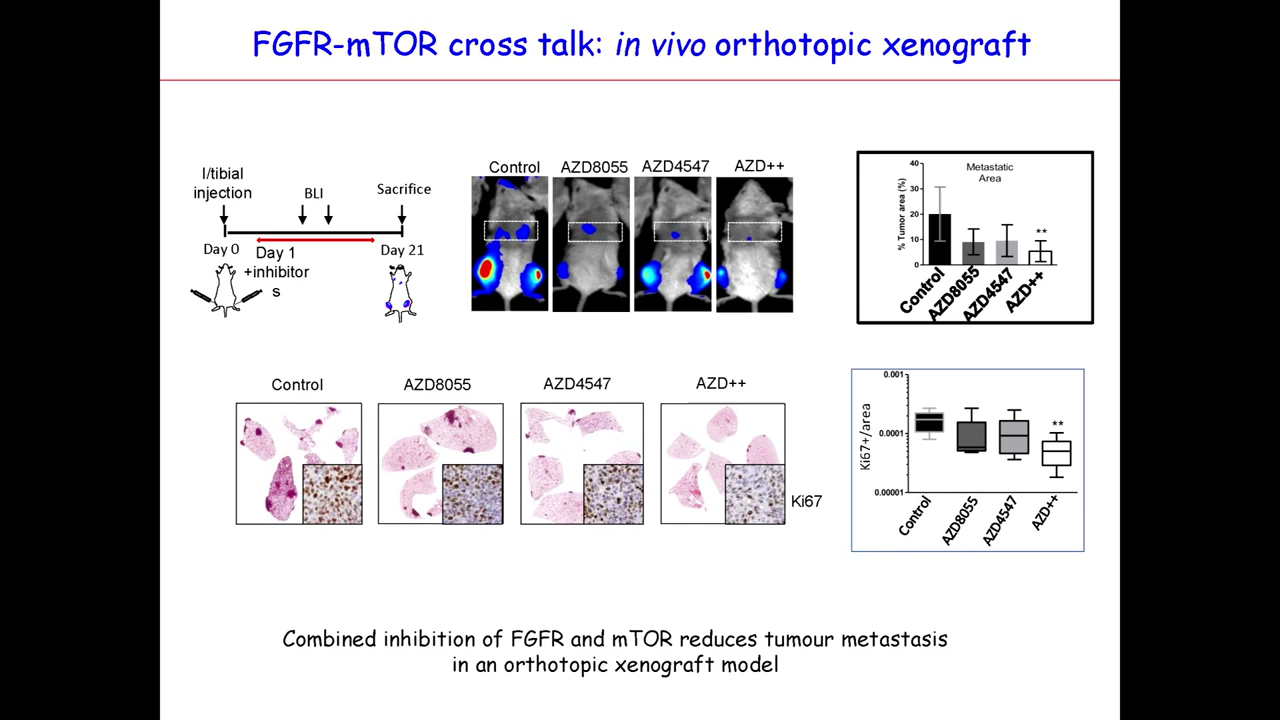 FGFR-mTOR cross talk: in vivo orthotopic xenograft
I/tibial
injection
BLI
Sacrifice
Day 0
Day 1
+inhibitor
s
Day 21
Control
AZD8055
AZD4547
AZD++
Metastatic
Area
% Tumor area (%)
40
30
20
10
0
**
Control
AZD8055
AZD4547
AZD++
Control
AZD8055
AZD4547
AZD++
Ki67
Ki67+/area
0.001
0.0001
0.00001
**
Control
AZD8055
AZD4547
AZD++
Combined inhibition of FGFR and mTOR reduces tumour metastasis
in an orthotopic xenograft model